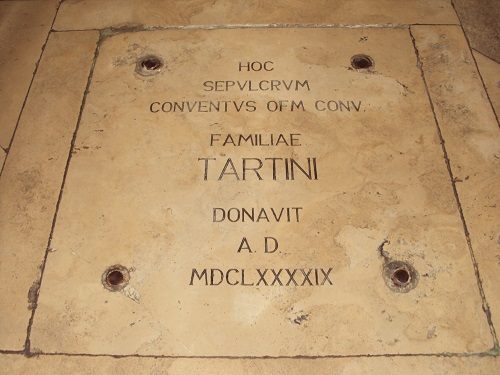 HOC
SEPVLCRVM
CONVENTVS OFM CONV.
FAMILIAE
TARTINI
DONAVIT
A. D.
MDCLXXXXIX